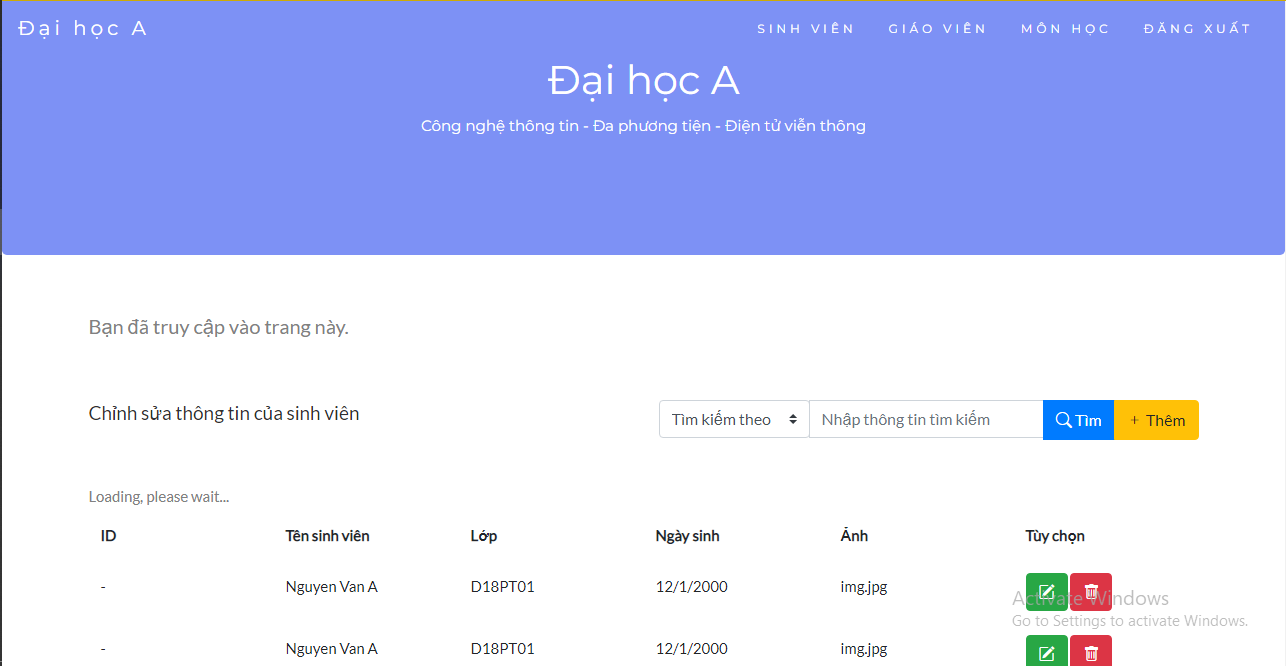 Đại học A
SINH VIÊN GIÁO VIÊN MÔN HỌC ĐĂNG XUẤT
Đại học A
Công nghệ thông tin - Đa phương tiện - Điện tử viễn thông
Bạn đã truy cập vào trang này.
Chỉnh sửa thông tin của sinh viên
Tìm kiếm theo Nhập thông tin tìm kiếm Tìm + Thêm
Loading, please wait...
ID Tên sinh viên Lớp Ngày sinh Ảnh Tùy chọn
- Nguyen Van A D18PT01 12/1/2000 img.jpg
Activate Windows
Go to Settings to activate Windows.
- Nguyen Van A D18PT01 12/1/2000 img.jpg